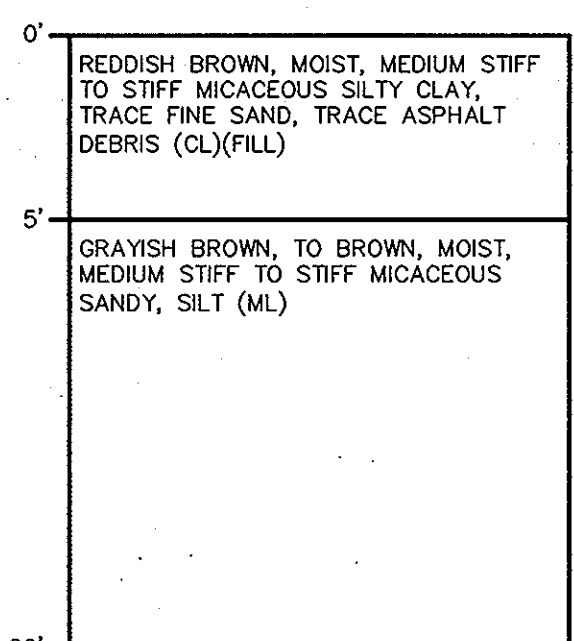 0'
REDDISH BROWN, MOIST, MEDIUM STIFF
TO STIFF MICACEOUS SILTY CLAY,
TRACE FINE SAND, TRACE ASPHALT
DEBRIS (CL)(FILL)
5'
GRAYISH BROWN, TO BROWN, MOIST,
MEDIUM STIFF TO STIFF MICACEOUS
SANDY, SILT (ML)